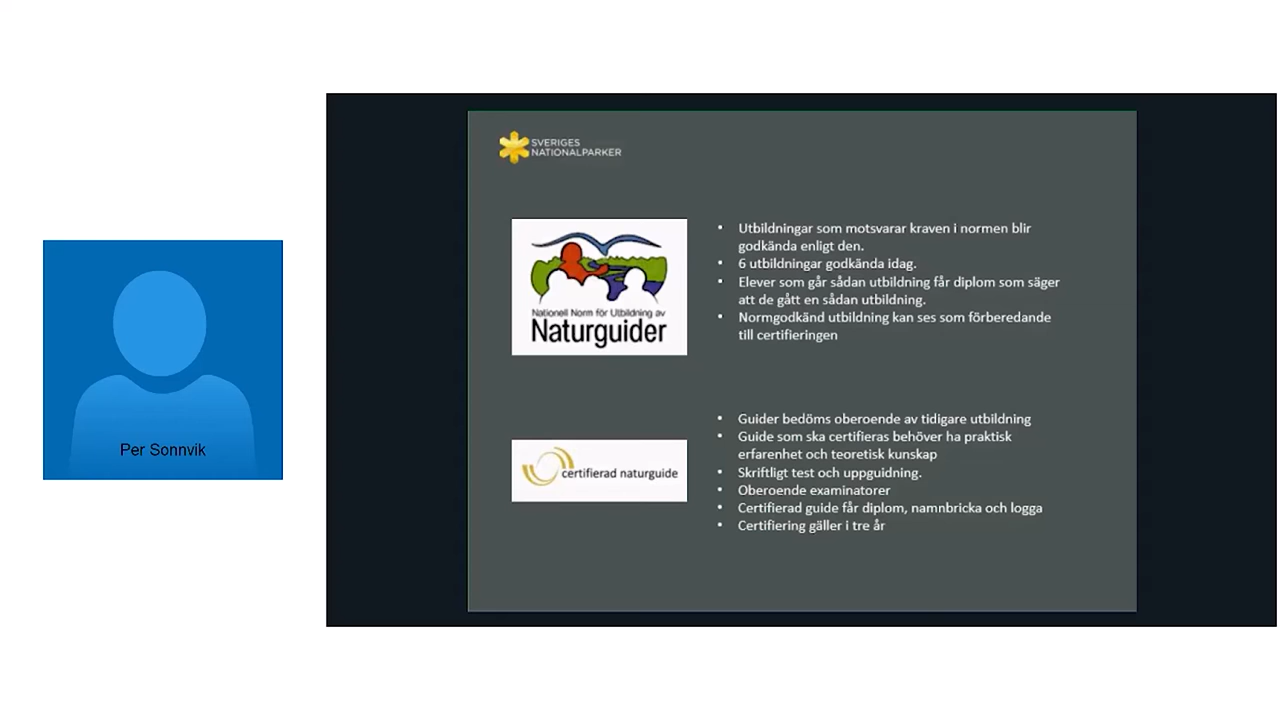 SVERIGES
NATIONALPARKER
Nationell Norm för Utbildning av
Naturguider
• Utbildningar som motsvarar kraven i normen blir
godkända enligt den.
• 6 utbildningar godkända idag.
• Elever som går sådan utbildning får diplom som säger
att de gått en sådan utbildning.
• Normgodkänd utbildning kan ses som förberedande
till certifieringen
certifierad naturguide
• Guider bedöms oberoende av tidigare utbildning
• Guide som ska certifieras behöver ha praktisk
erfarenhet och teoretisk kunskap
• Skriftligt test och uppguidning.
• Oberoende examinatorer
• Certifierad guide får diplom, namnbricka och logga
• Certifiering gäller i tre år
Per Sonnvik